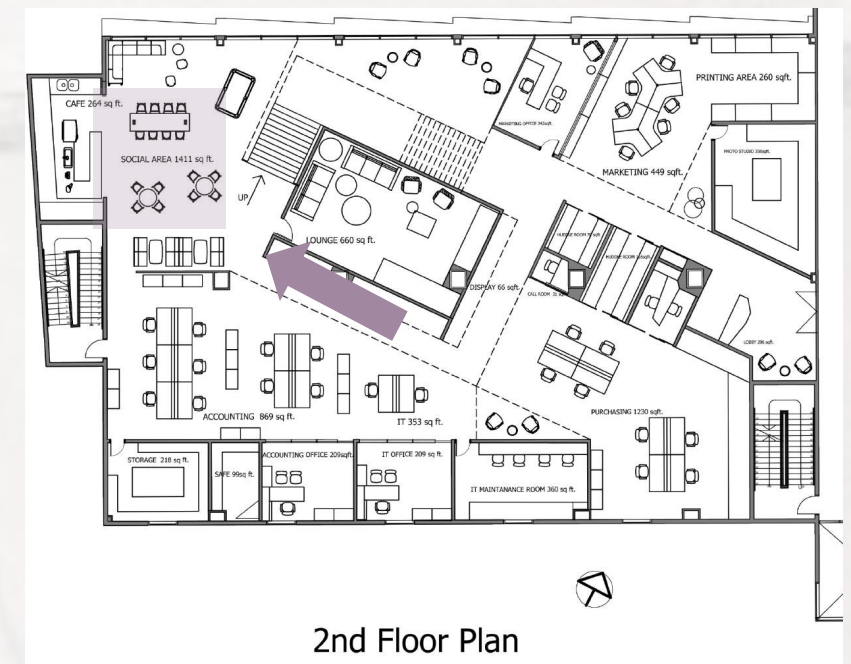 CAFE 264 sq ft.
SOCIAL AREA 1411 sq ft.
UP
LOUNGE 660 sq ft.
DISPLAY 66 sqft.
PRINTING AREA 260 sqft.
MARKETING 449 sqft.
LOBBY 296 sqft.
ACCOUNTING 869 sq ft.
IT 353 sq ft.
PURCHASING 1230 sqft.
STORAGE 218 sq ft.
SAFE 99sq ft.
ACCOUNTING OFFICE 209sqft.
IT OFFICE 209 sq ft.
IT MAINTANANCE ROOM 360 sq ft.
2nd Floor Plan